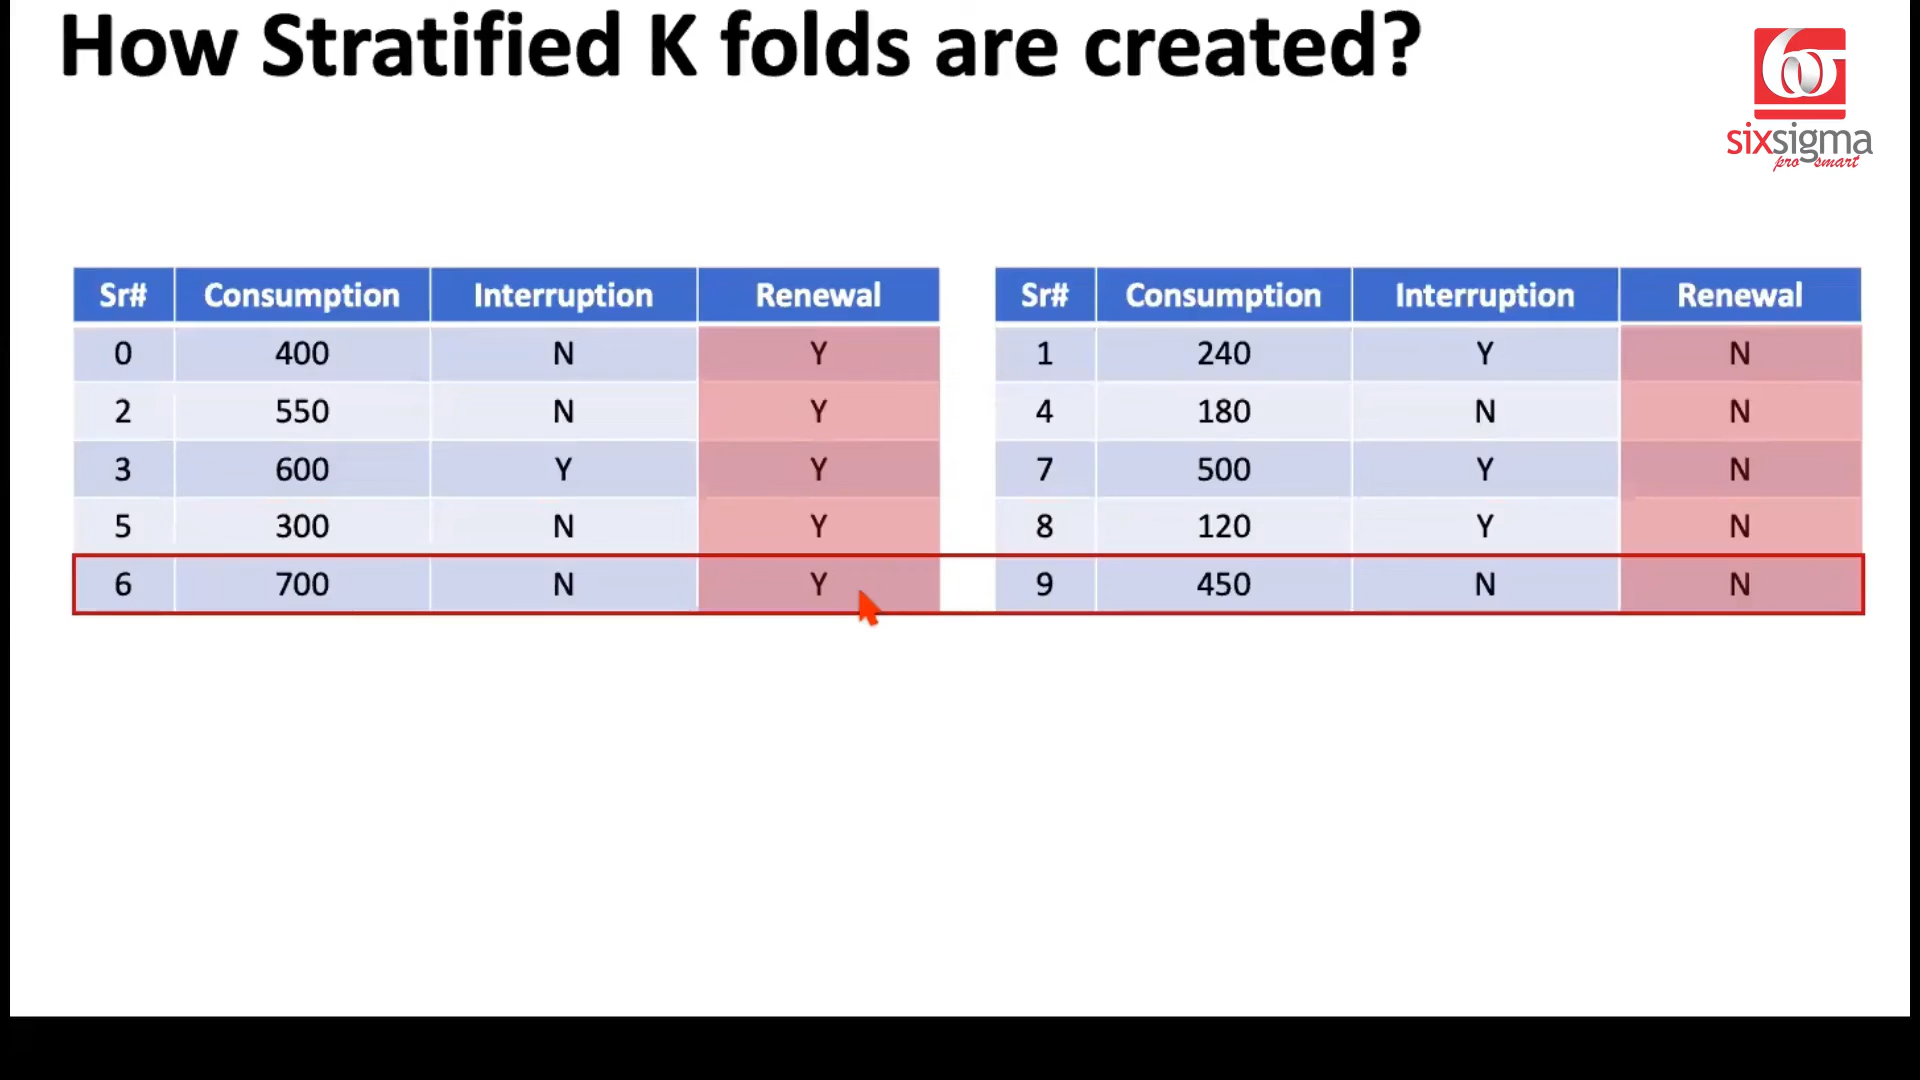 How Stratified K folds are created?
sixsigma
pro smart
Sr# Consumption Interruption Renewal Sr# Consumption Interruption Renewal
0 400 N Y 1 240 Y N
2 550 N Y 4 180 N N
3 600 Y Y 7 500 Y N
5 300 N Y 8 120 Y N
6 700 N Y 9 450 N N